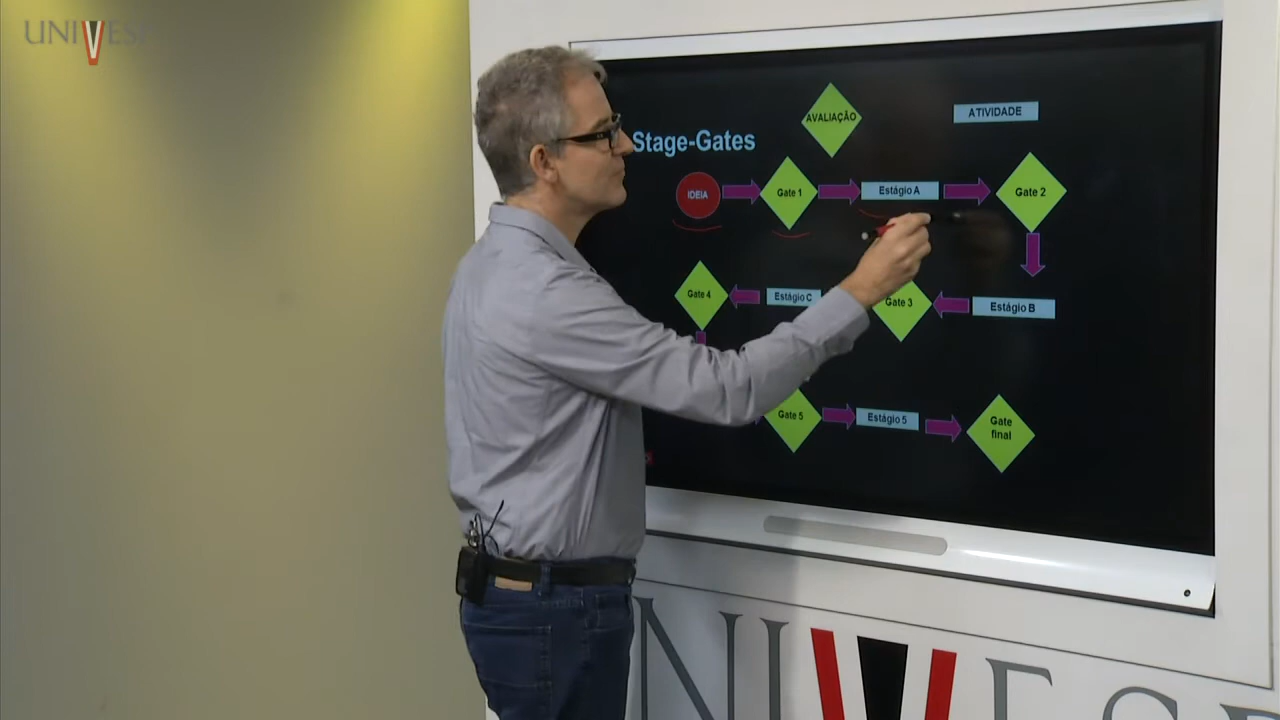 UNIVESP
AVALIAÇÃO
ATIVIDADE
Stage-Gates
IDEIA
Gate 1
Estágio A
Gate 2
Gate 4
Estágio C
Gate 3
Estágio B
Gate 5
Estágio 5
Gate
final
UNIVESP